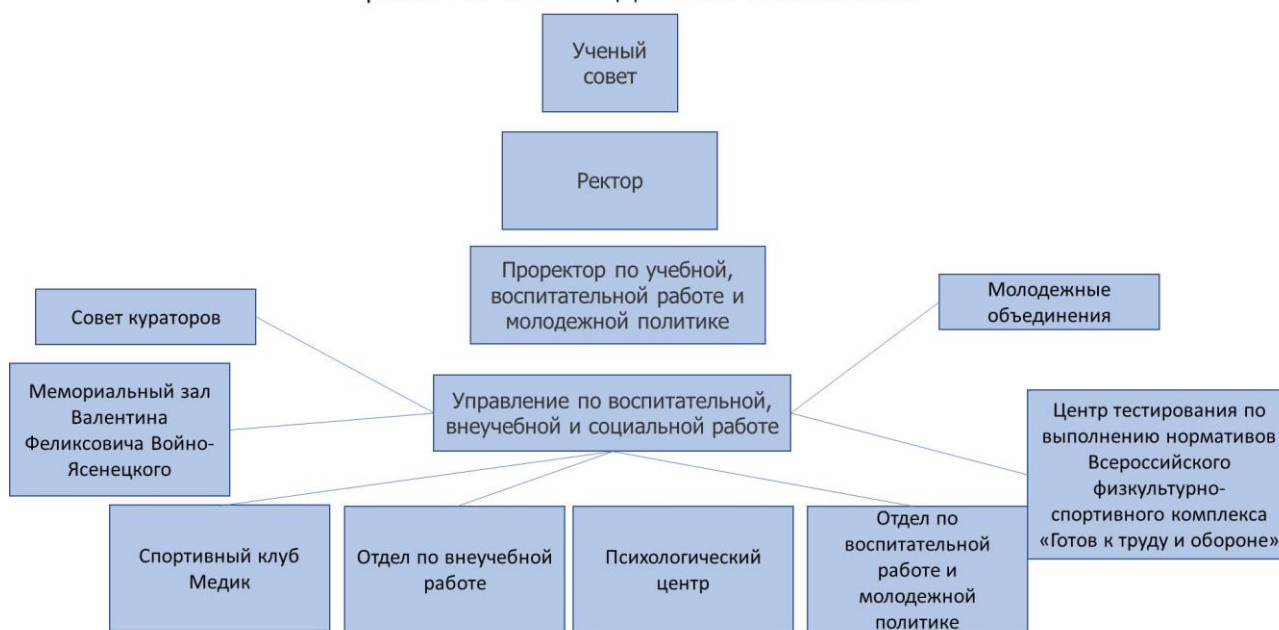 Ученый
совет
Ректор
Проректор по учебной,
воспитательной работе и
молодежной политике
Совет кураторов
Молодежные
объединения
Мемориальный зал
Валентина
Феликсовича Войно-
Ясенецкого
Управление по воспитательной,
внеучебной и социальной работе
Центр тестирования по
выполнению нормативов
Всероссийского
физкультурно-
спортивного комплекса
«Готов к труду и обороне»
Спортивный клуб
Медик
Отдел по внеучебной
работе
Психологический
центр
Отдел по
воспитательной
работе и
молодежной
политике